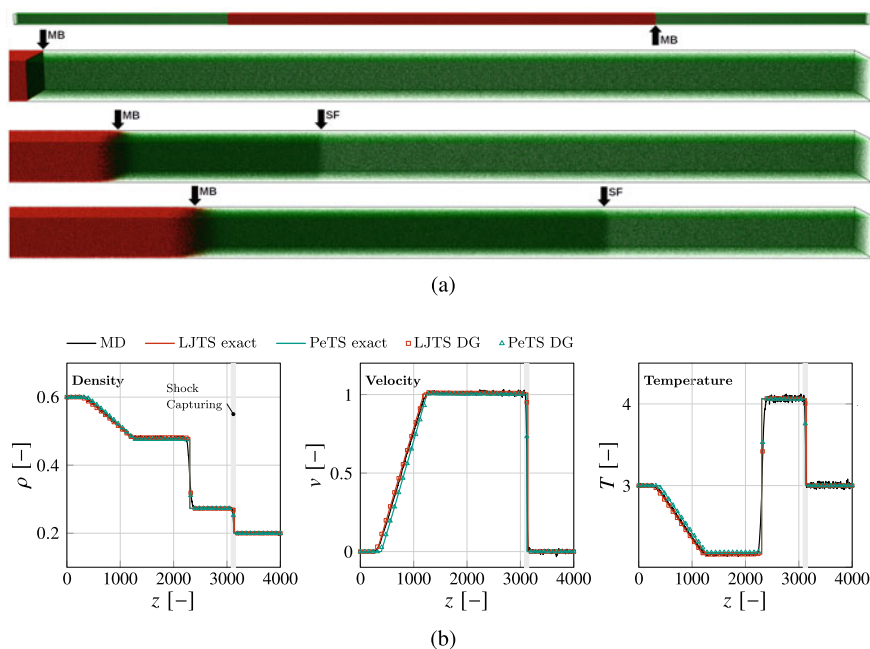 MB
MB
MB
SF
MB
SF
(a)
MD
LJTS exact
PeTS exact
LJTS DG
PeTS DG
Density
Shock
Capturing
0.6
0.4
0.2
ρ [−]
0
1000
2000
3000
4000
z [−]
Velocity
1
0.5
0
v [−]
0
1000
2000
3000
4000
z [−]
Temperature
4
3
T [−]
0
1000
2000
3000
4000
z [−]
(b)